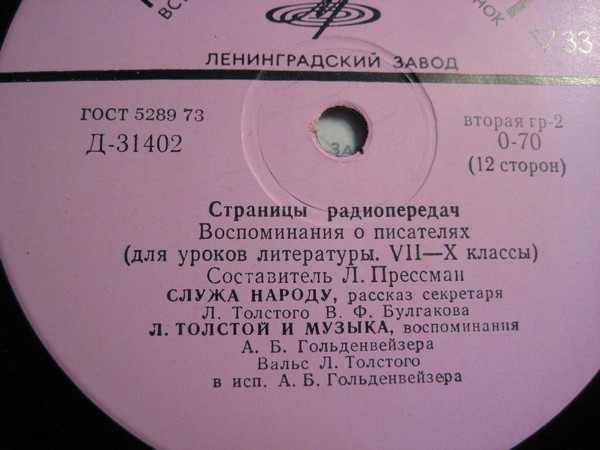 ЛЕНИНГРАДСКИЙ ЗАВОД
33
ГОСТ 5289 73
Д-31402
вторая гр-2
0-70
(12 сторон)
Страницы радиопередач
Воспоминания о писателях
(для уроков литературы. VII—X классы)
Составитель Л. Прессман
СЛУЖА НАРОДУ, рассказ секретаря
Л. Толстого В. Ф. Булгакова
Л. ТОЛСТОЙ И МУЗЫКА, воспоминания
А. Б. Гольденвейзера
Вальс Л. Толстого
в исп. А. Б. Гольденвейзера